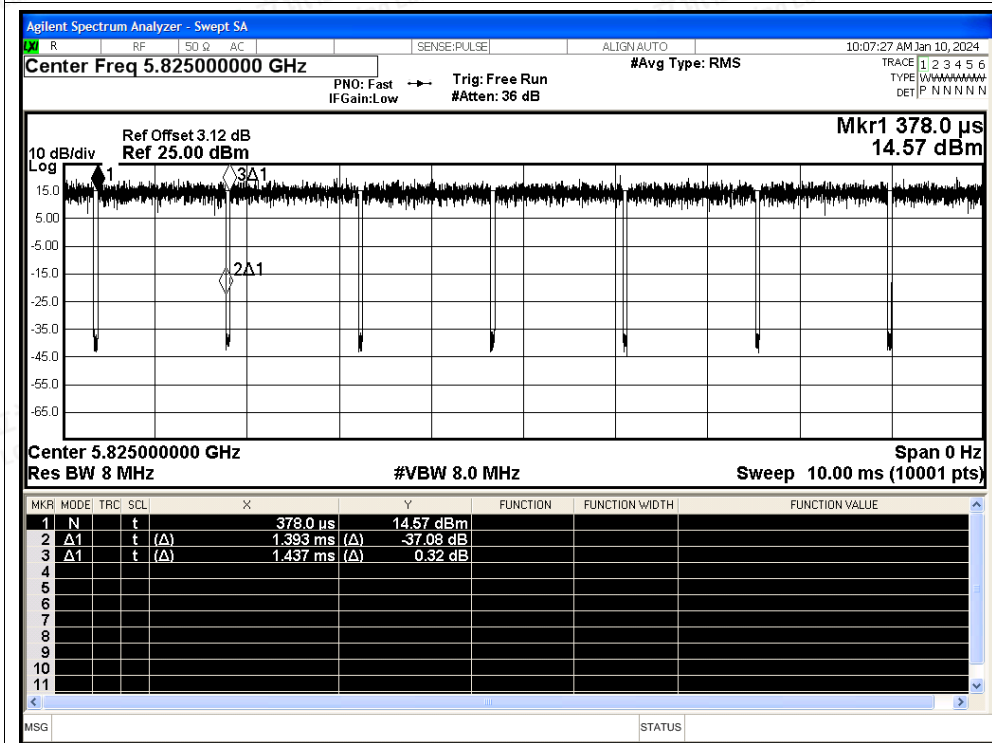 Agilent Spectrum Analyzer - Swept SA
LXI R RF 50 Ω AC SENSE:PULSE ALIGN AUTO 10:07:27 AM Jan 10, 2024
Center Freq 5.825000000 GHz #Avg Type: RMS TRACE 1 2 3 4 5 6
PNO: Fast Trig: Free Run TYPE W
IFGain:Low #Atten: 36 dB DET P N N N N N
Mkr1 378.0 µs
Ref Offset 3.12 dB
10 dB/div Ref 25.00 dBm 14.57 dBm
Log
1 3Δ1
15.0
5.00
-5.00
-15.0 2Δ1
-25.0
-35.0
-45.0
-55.0
-65.0
Center 5.825000000 GHz Span 0 Hz
Res BW 8 MHz #VBW 8.0 MHz Sweep 10.00 ms (10001 pts)
MKR MODE TRC SCL X Y FUNCTION FUNCTION WIDTH FUNCTION VALUE
1 N t 378.0 µs 14.57 dBm
2 Δ1 t (Δ) 1.393 ms (Δ) -37.08 dB
3 Δ1 t (Δ) 1.437 ms (Δ) 0.32 dB
4
5
6
7
8
9
10
11
MSG STATUS